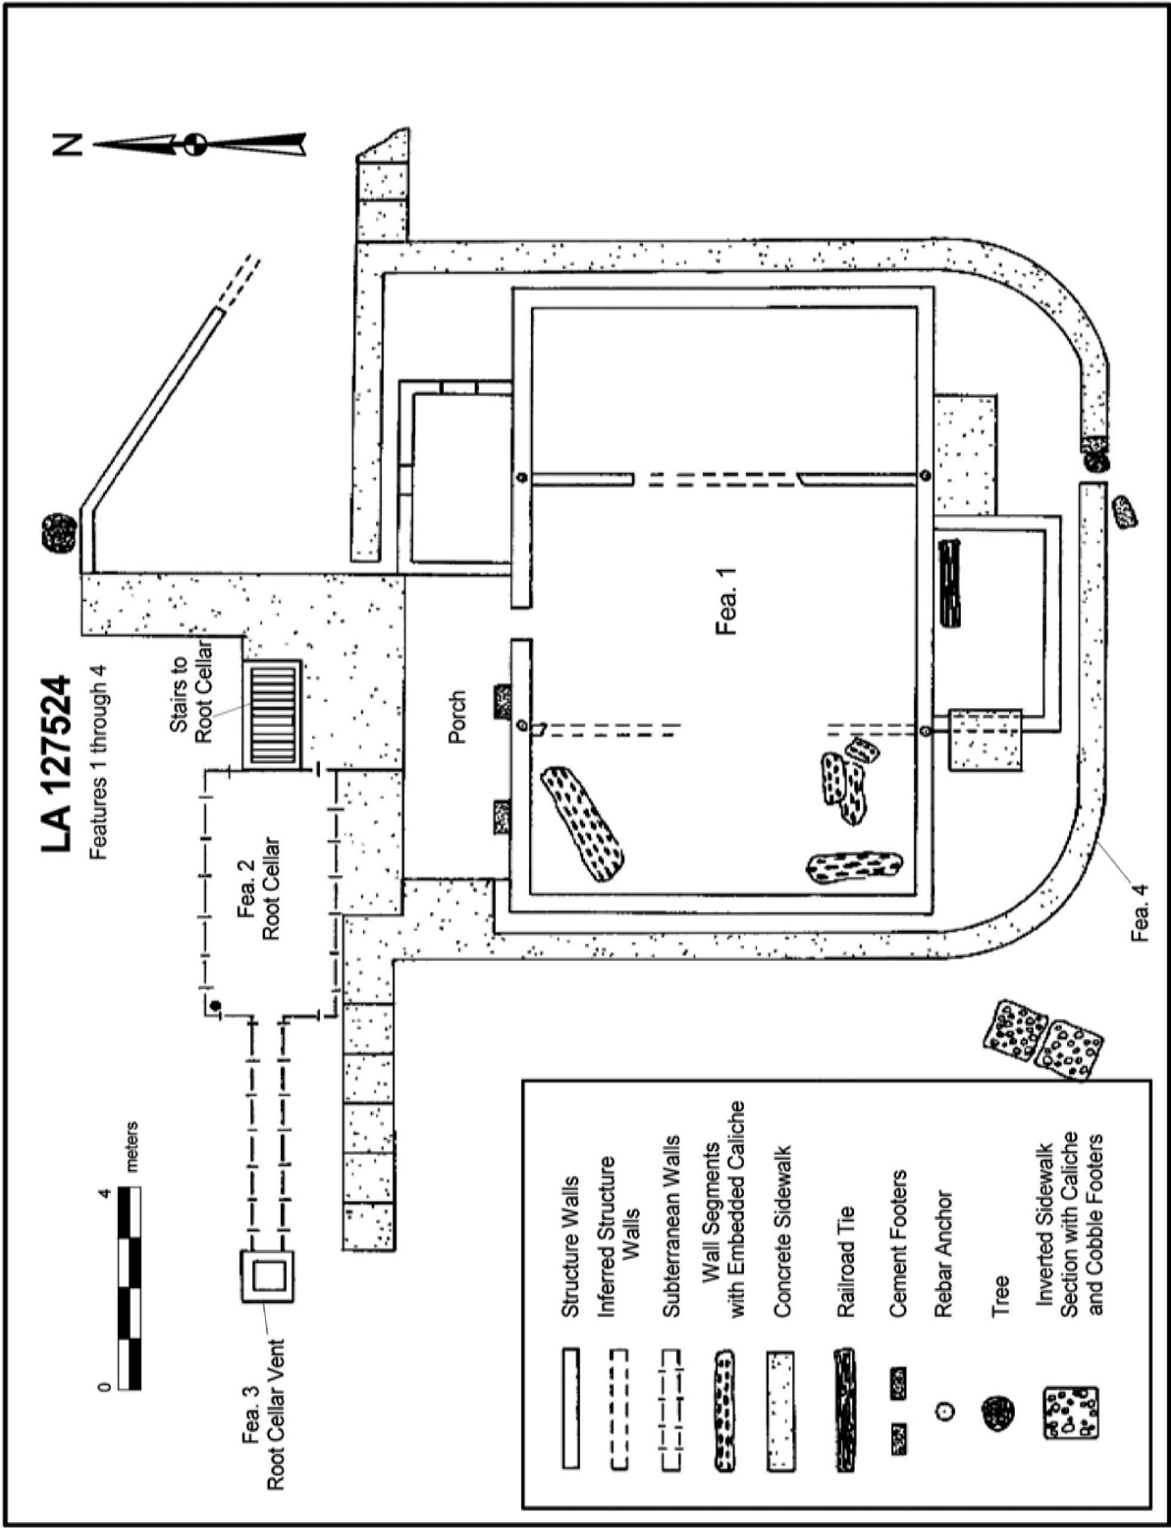 LA 127524
Features 1 through 4
N
0
4
meters
Stairs to
Root Cellar
Fea. 2
Root Cellar
Fea. 3
Root Cellar Vent
Porch
Fea. 1
Fea. 4
Structure Walls
Inferred Structure
Walls
Subterranean Walls
Wall Segments
with Embedded Caliche
Concrete Sidewalk
Railroad Tie
Cement Footers
Rebar Anchor
Tree
Inverted Sidewalk
Section with Caliche
and Cobble Footers